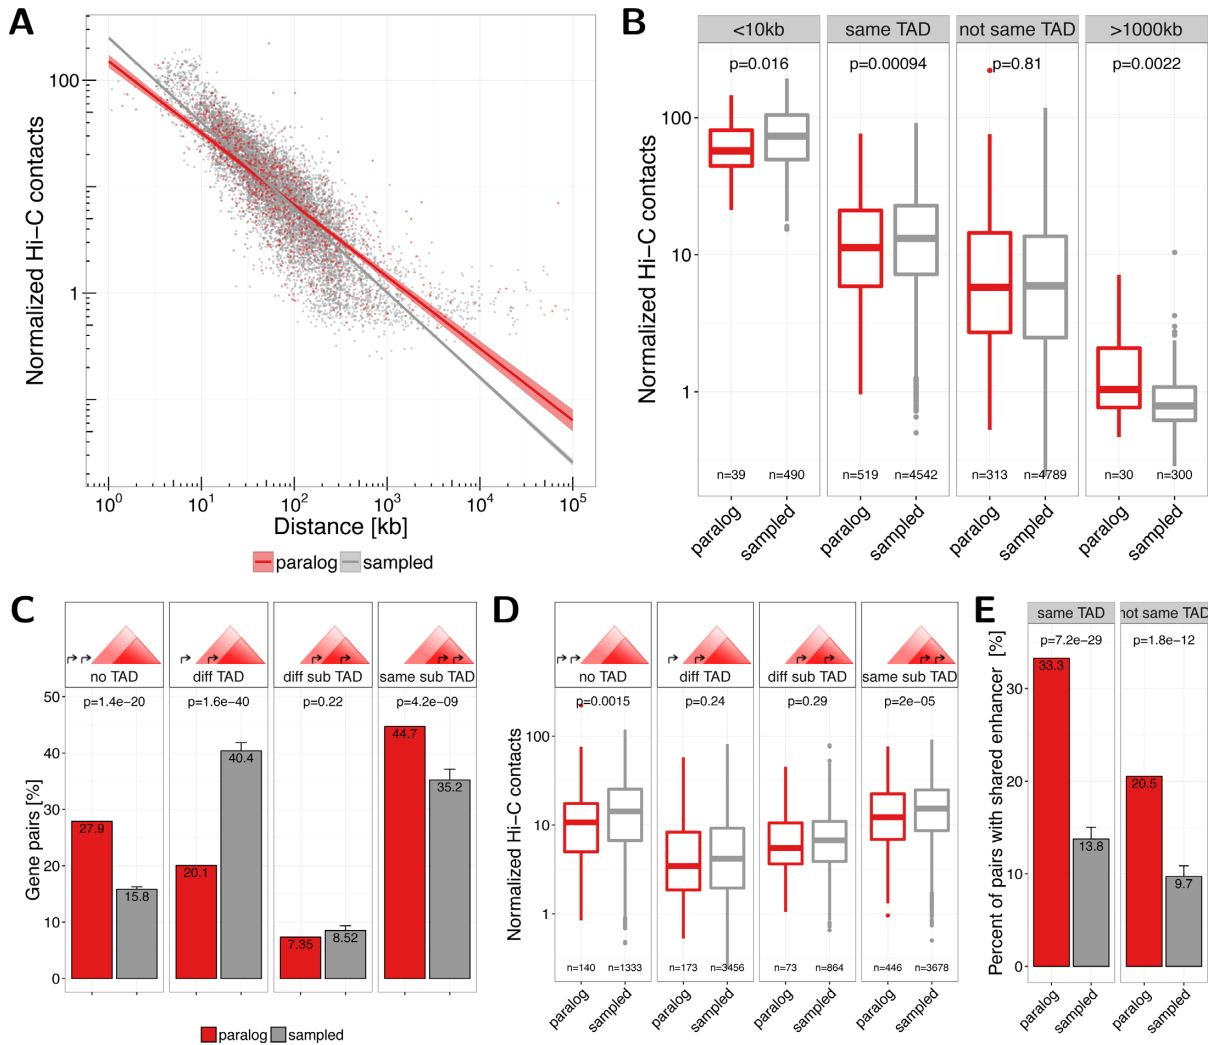 A
Normalized Hi−C contacts
100
1
10^0
10^1
10^2
10^3
10^4
10^5
Distance [kb]
paralog
sampled
B
Normalized Hi−C contacts
100
10
1
<10kb
same TAD
not same TAD
>1000kb
p=0.016
p=0.00094
p=0.81
p=0.0022
n=39
n=490
n=519
n=4542
n=313
n=4789
n=30
n=300
paralog
sampled
paralog
sampled
paralog
sampled
paralog
sampled
C
Gene pairs [%]
50
40
30
20
10
0
no TAD
diff TAD
diff sub TAD
same sub TAD
p=1.4e−20
p=1.6e−40
p=0.22
p=4.2e−09
27.9
15.8
20.1
40.4
7.35
8.52
44.7
35.2
paralog
sampled
D
Normalized Hi−C contacts
100
10
1
no TAD
diff TAD
diff sub TAD
same sub TAD
p=0.0015
p=0.24
p=0.29
p=2e−05
n=140
n=1333
n=173
n=3456
n=73
n=864
n=446
n=3678
paralog
sampled
paralog
sampled
paralog
sampled
paralog
sampled
E
Percent of pairs with shared enhancer [%]
30
20
10
0
same TAD
not same TAD
p=7.2e−29
p=1.8e−12
33.3
13.8
20.5
9.7
paralog
sampled
paralog
sampled